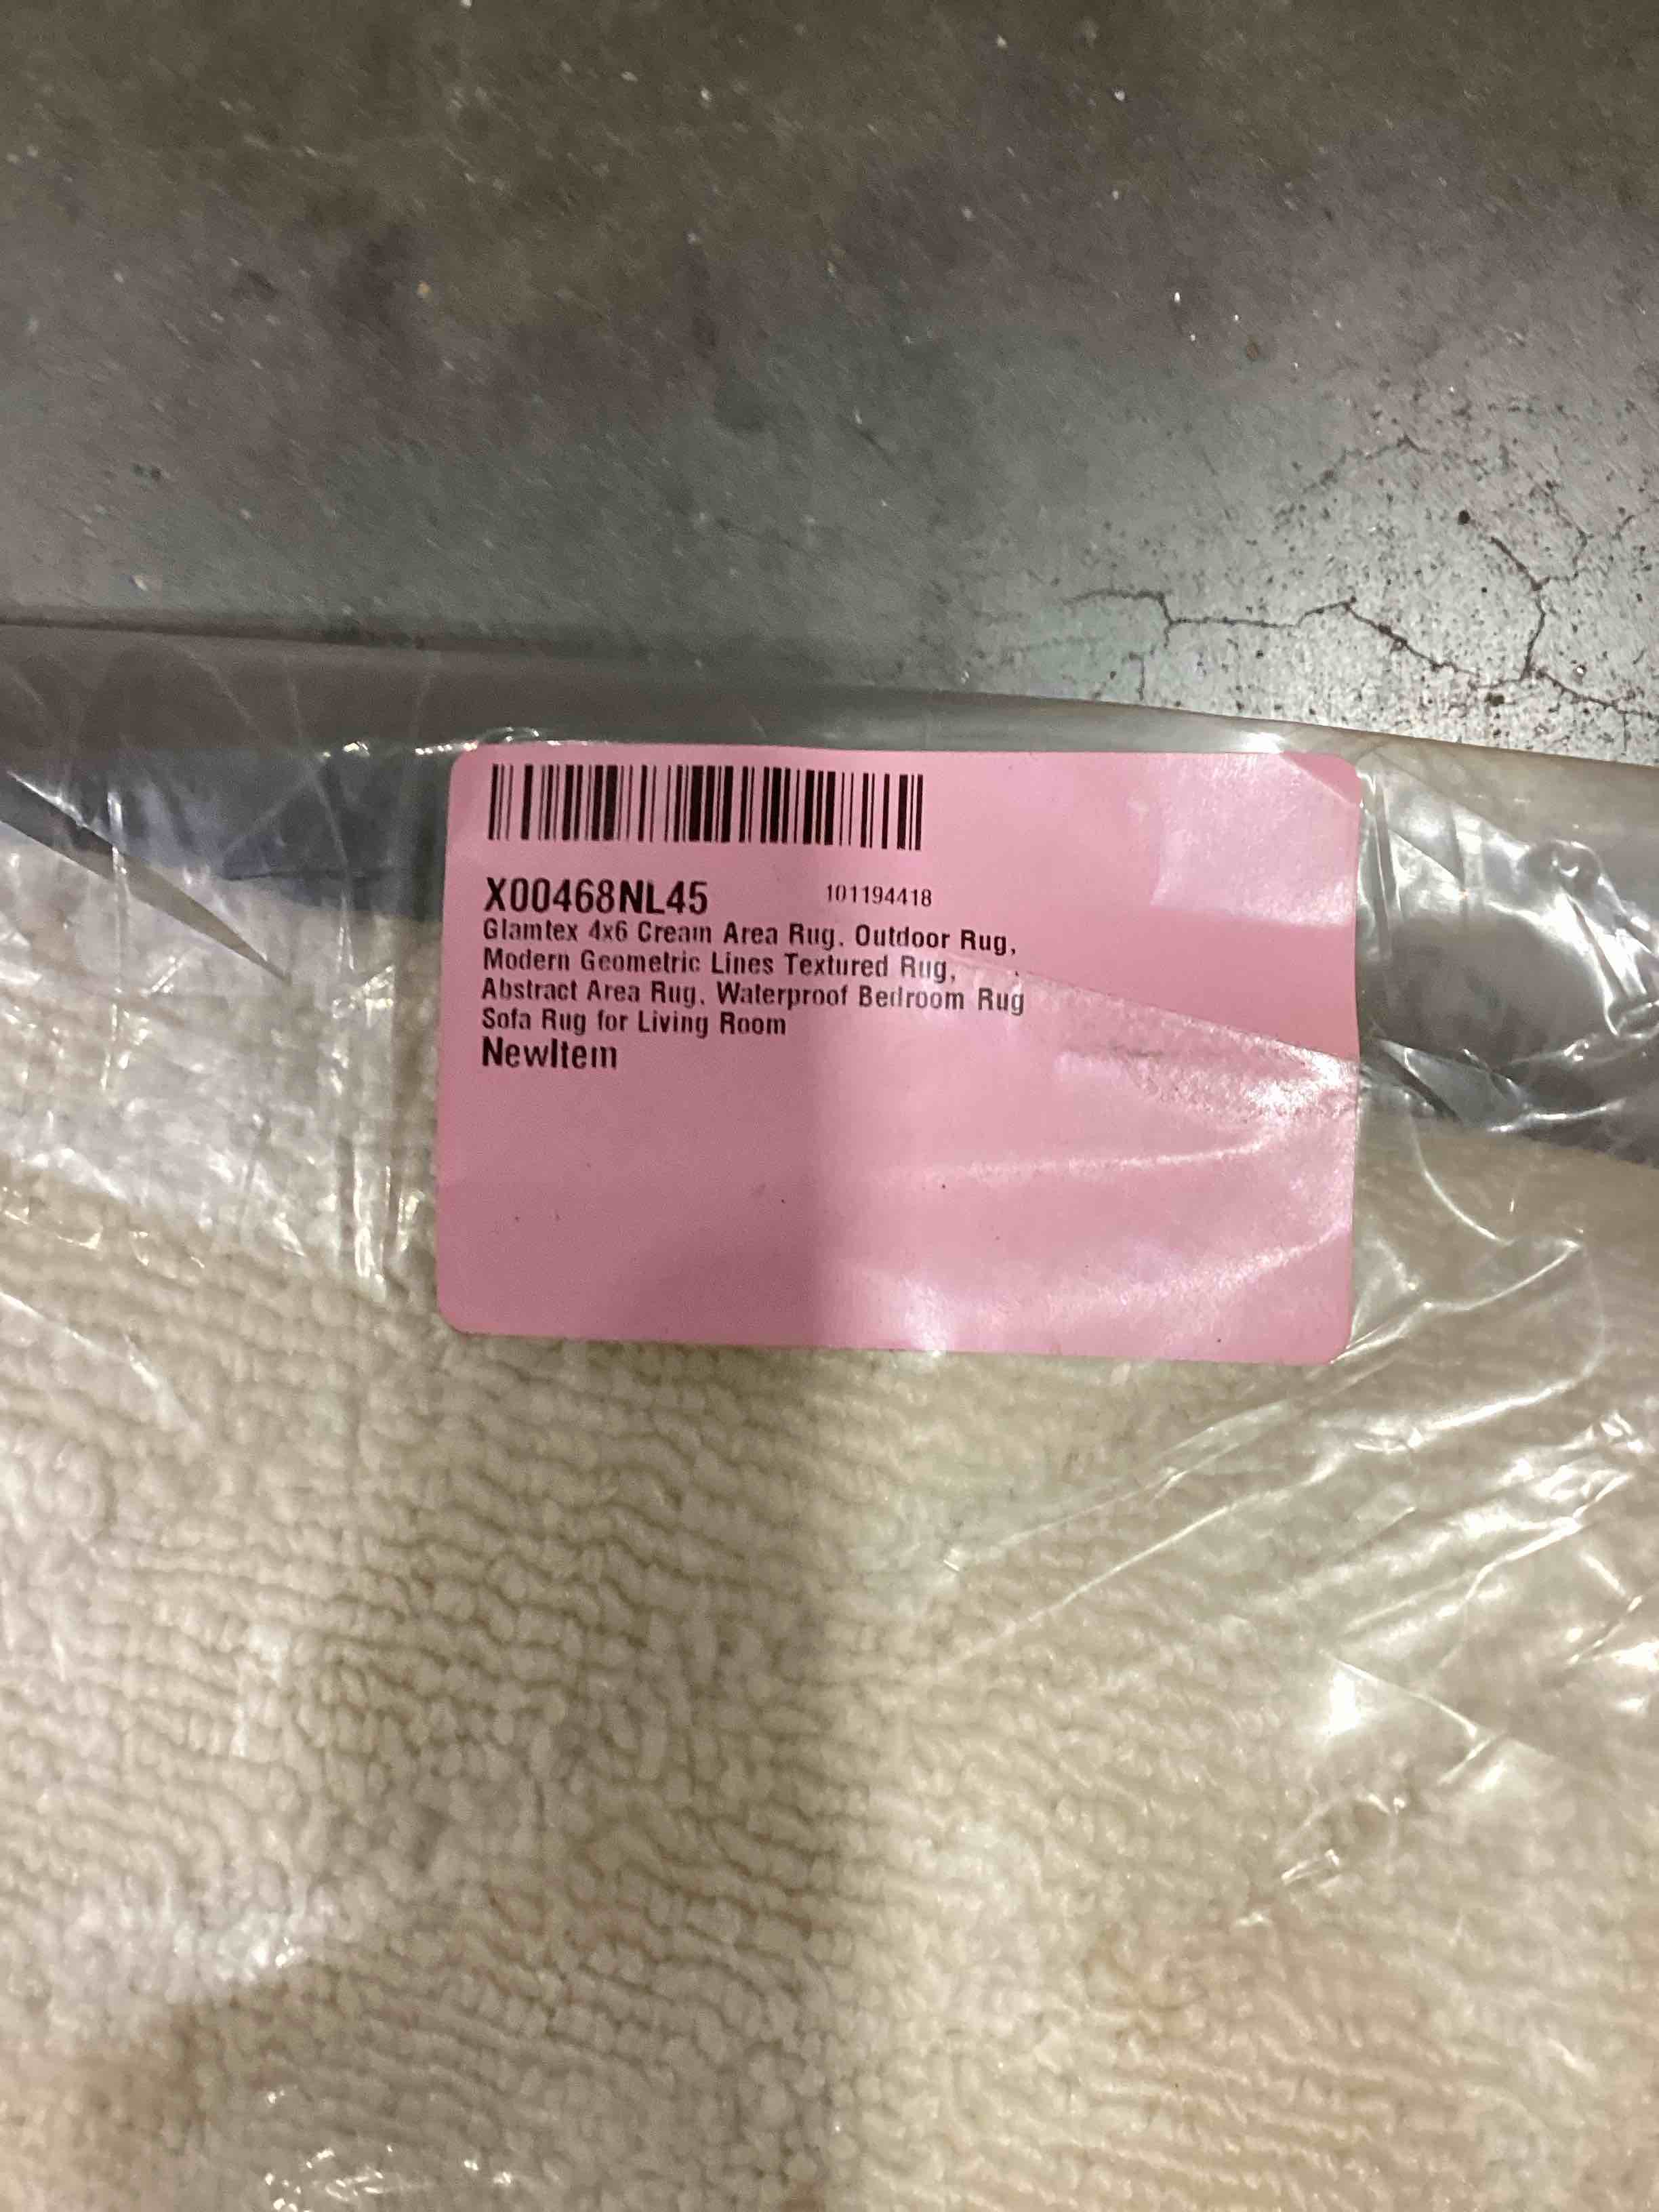 X00468NL45 101194418
Glamtex 4x6 Cream Area Rug, Outdoor Rug,
Modern Geometric Lines Textured Rug,
Abstract Area Rug, Waterproof Bedroom Rug
Sofa Rug for Living Room
NewItem